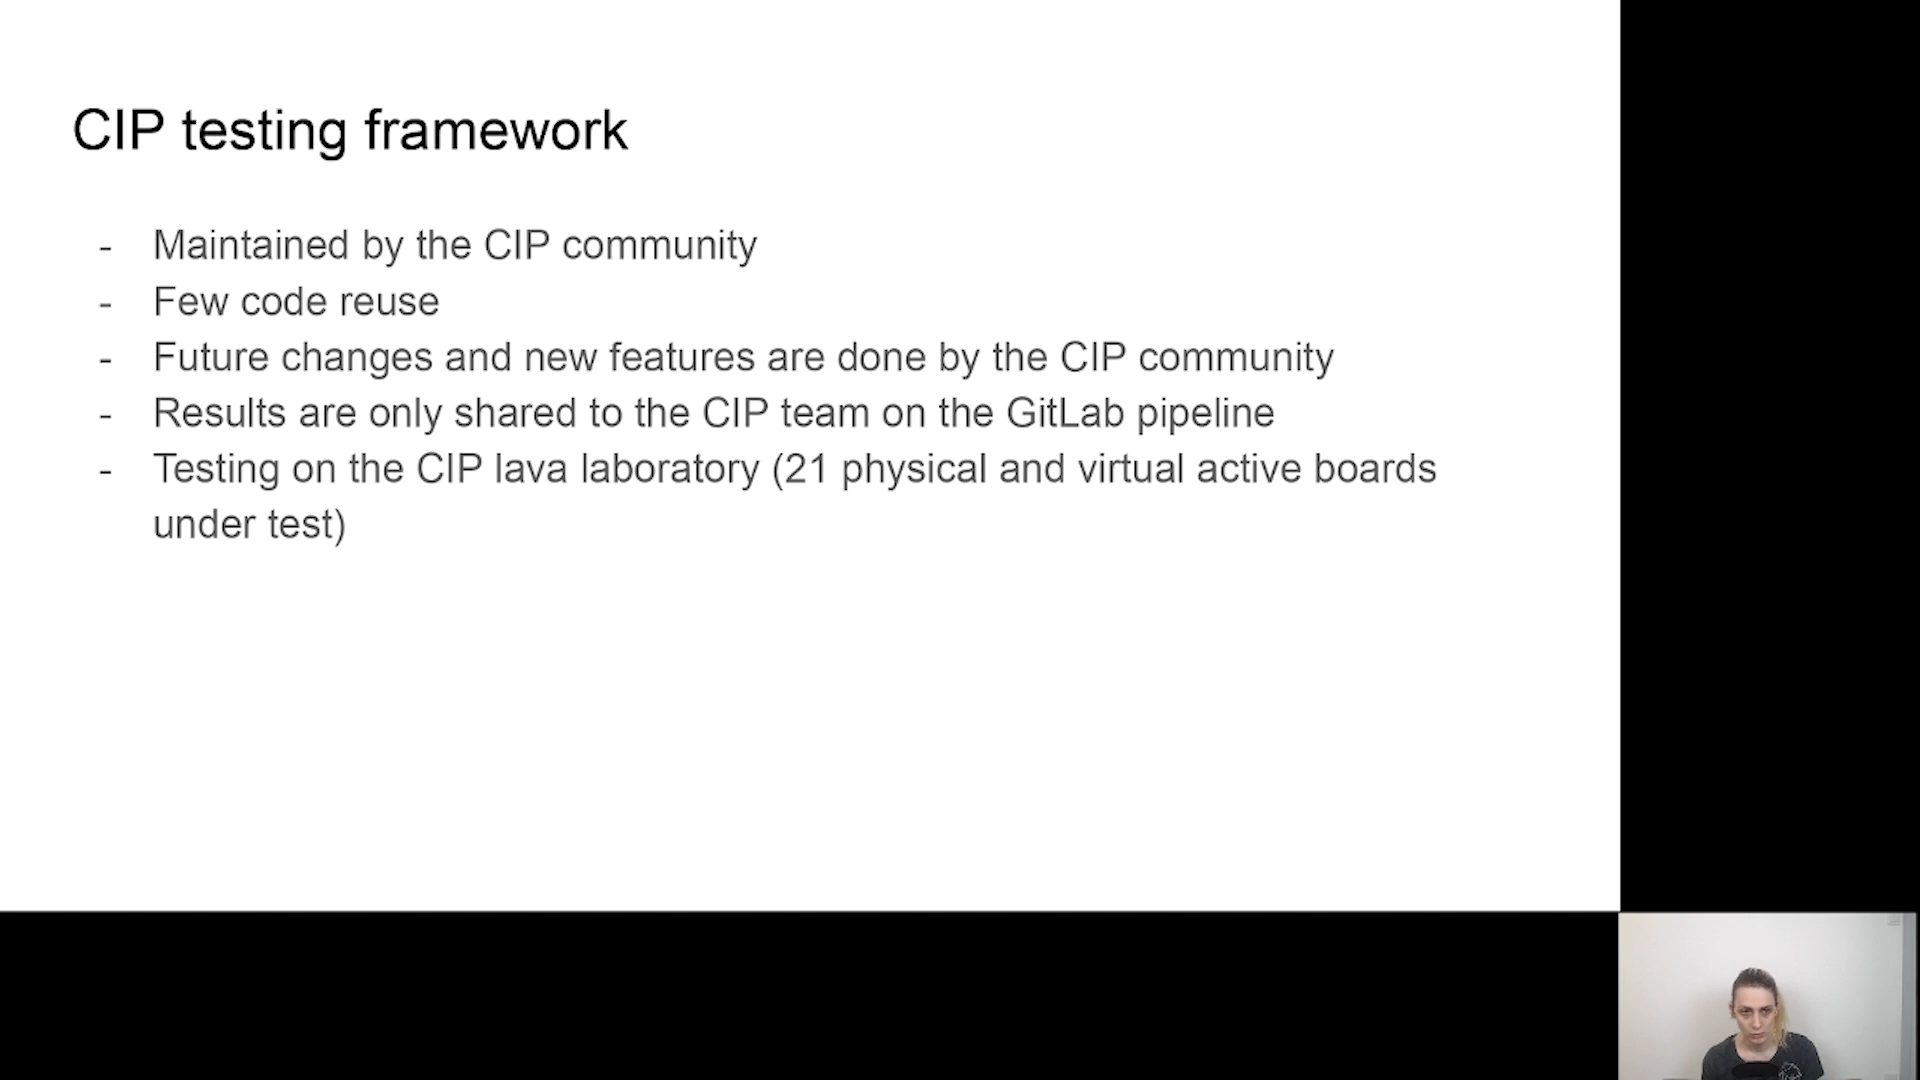 CIP testing framework
- Maintained by the CIP community
- Few code reuse
- Future changes and new features are done by the CIP community
- Results are only shared to the CIP team on the GitLab pipeline
- Testing on the CIP lava laboratory (21 physical and virtual active boards
under test)